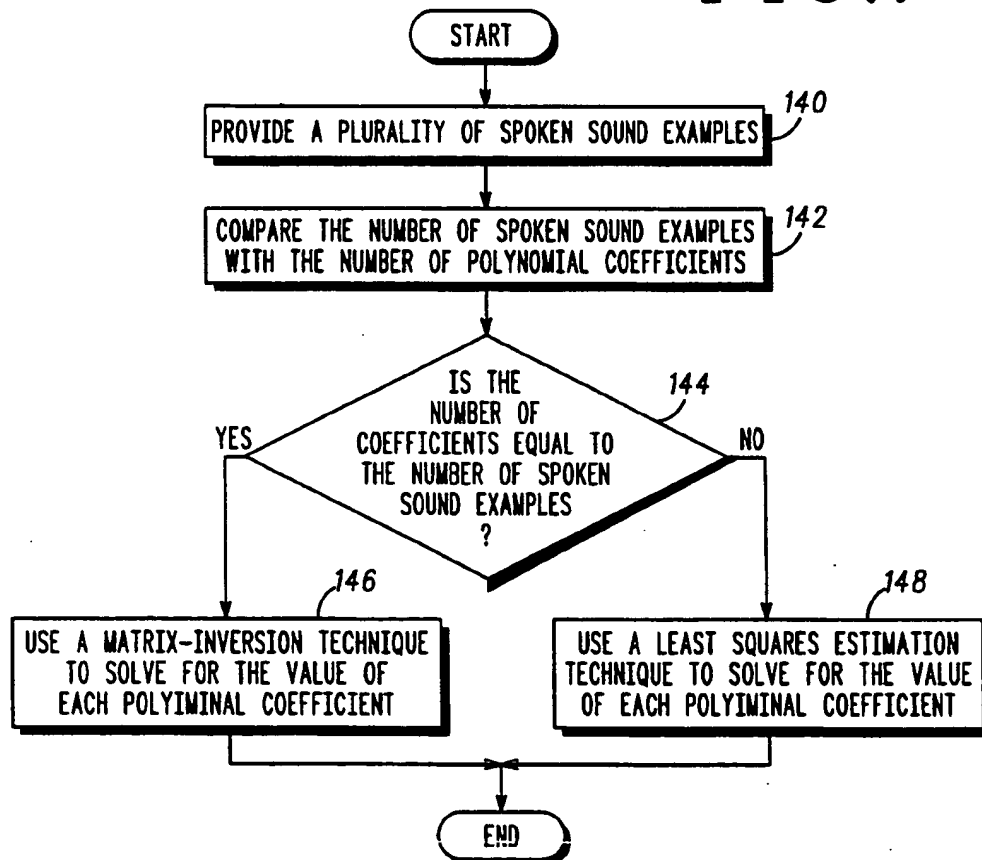 START
140
PROVIDE A PLURALITY OF SPOKEN SOUND EXAMPLES
142
COMPARE THE NUMBER OF SPOKEN SOUND EXAMPLES
WITH THE NUMBER OF POLYNOMIAL COEFFICIENTS
144
IS THE
NUMBER OF
COEFFICIENTS EQUAL TO
THE NUMBER OF SPOKEN
SOUND EXAMPLES
?
YES
NO
146
USE A MATRIX-INVERSION TECHNIQUE
TO SOLVE FOR THE VALUE OF
EACH POLYIMINAL COEFFICIENT
148
USE A LEAST SQUARES ESTIMATION
TECHNIQUE TO SOLVE FOR THE VALUE
OF EACH POLYIMINAL COEFFICIENT
END